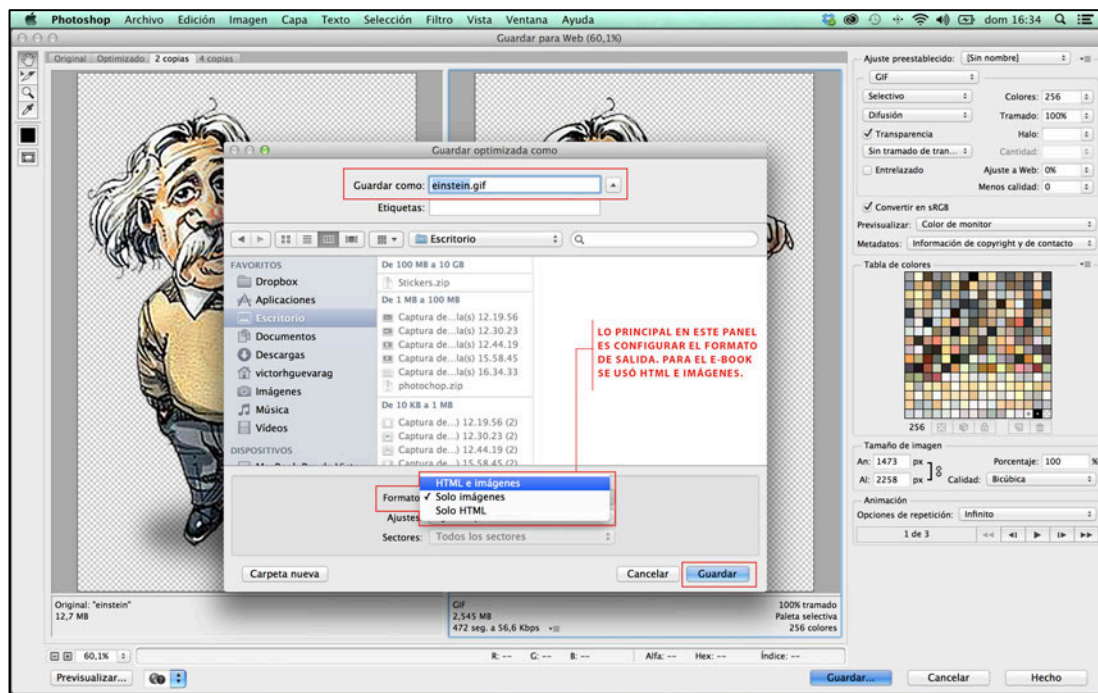 Photoshop Archivo Edición Imagen Capa Texto Selección Filtro Vista Ventana Ayuda dom 16:34
Guardar para Web (60,1%)
Original Optimizado 2 copias 4 copias
Guardar optimizada como
Guardar como: einstein.gif
Etiquetas:
Escritorio
FAVORITOS
Dropbox
Aplicaciones
Escritorio
Documentos
Descargas
victorhguevarag
Imágenes
Música
Vídeos
DISPOSITIVOS
De 100 MB a 10 GB
Stickers.zip
De 1 MB a 100 MB
Captura de...la(s) 12.19.56
Captura de...la(s) 12.30.23
Captura de...la(s) 12.44.19
Captura de...la(s) 15.58.45
Captura de...la(s) 16.34.33
photochop.zip
De 10 KB a 1 MB
Captura de...) 12.19.56 (2)
Captura de...) 12.30.23 (2)
Captura de...) 12.44.19 (2)
Captura de...) 15.58.45 (2)
LO PRINCIPAL EN ESTE PANEL
ES CONFIGURAR EL FORMATO
DE SALIDA. PARA EL E-BOOK
SE USÓ HTML E IMÁGENES.
HTML e imágenes
Formato ✓ Solo imágenes
Solo HTML
Ajustes
Sectores: Todos los sectores
Carpeta nueva Cancelar Guardar
Original: "einstein"
12,7 MB
GIF
2,545 MB
472 seg. a 56,6 Kbps
100% tramado
Paleta selectiva
256 colores
60,1% R: -- G: -- B: -- Alfa: -- Hex: -- Índice: --
Previsualizar... Guardar... Cancelar Hecho
Ajuste preestablecido: [Sin nombre]
GIF
Selectivo Colores: 256
Difusión Tramado: 100%
Transparencia Halo:
Sin tramado de tran... Cantidad:
Entrelazado Ajuste a Web: 0%
Menos calidad: 0
Convertir en sRGB
Previsualizar: Color de monitor
Metadatos: Información de copyright y de contacto
Tabla de colores
256
Tamaño de imagen
An: 1473 px Porcentaje: 100 %
Al: 2258 px Calidad: Bicúbica
Animación
Opciones de repetición: Infinito
1 de 3